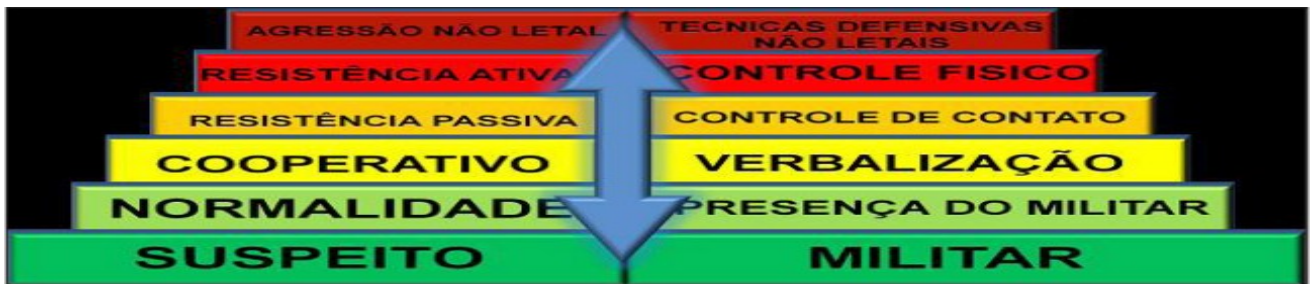 AGRESSÃO NÃO LETAL
TECNICAS DEFENSIVAS
NÃO LETAIS
RESISTÊNCIA ATIVA
CONTROLE FISICO
RESISTÊNCIA PASSIVA
CONTROLE DE CONTATO
COOPERATIVO
VERBALIZAÇÃO
NORMALIDADE
PRESENÇA DO MILITAR
SUSPEITO
MILITAR